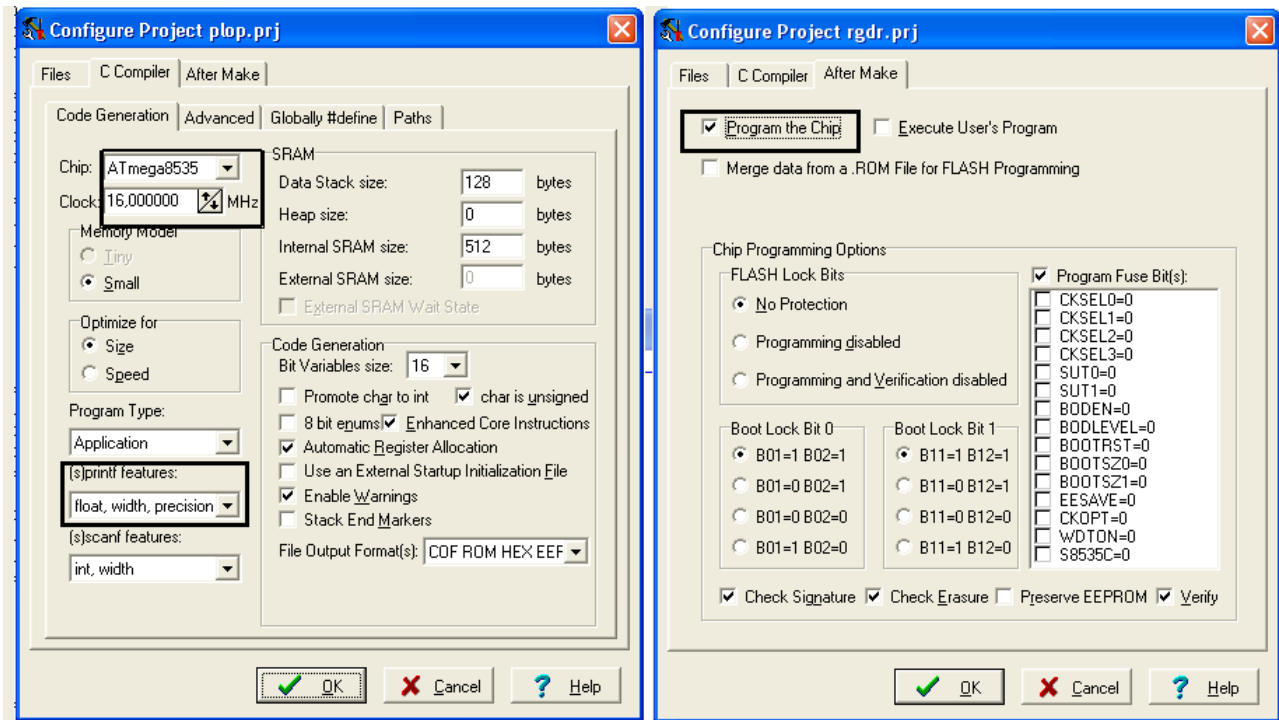 Configure Project plop.prj
Files C Compiler After Make
Code Generation Advanced Globally #define Paths
Chip: ATmega8535
Clock: 16,000000 MHz
Memory Model
Tiny
Small
Optimize for
Size
Speed
Program Type:
Application
(s)printf features:
float, width, precision
(s)scanf features:
int, width
SRAM
Data Stack size: 128 bytes
Heap size: 0 bytes
Internal SRAM size: 512 bytes
External SRAM size: 0 bytes
External SRAM Wait State
Code Generation
Bit Variables size: 16
Promote char to int char is unsigned
8 bit enums Enhanced Core Instructions
Automatic Register Allocation
Use an External Startup Initialization File
Enable Warnings
Stack End Markers
File Output Format(s): COF ROM HEX EEF
OK Cancel Help
Configure Project rgdr.prj
Files C Compiler After Make
Program the Chip Execute User's Program
Merge data from a .ROM File for FLASH Programming
Chip Programming Options
FLASH Lock Bits
No Protection
Programming disabled
Programming and Verification disabled
Boot Lock Bit 0
B01=1 B02=1
B01=0 B02=1
B01=0 B02=0
B01=1 B02=0
Boot Lock Bit 1
B11=1 B12=1
B11=0 B12=1
B11=0 B12=0
B11=1 B12=0
Program Fuse Bit(s):
CKSEL0=0
CKSEL1=0
CKSEL2=0
CKSEL3=0
SUT0=0
SUT1=0
BODEN=0
BODLEVEL=0
BOOTRST=0
BOOTSZ0=0
BOOTSZ1=0
EESAVE=0
CKOPT=0
WDTON=0
S8535C=0
Check Signature Check Erasure Preserve EEPROM Verify
OK Cancel Help